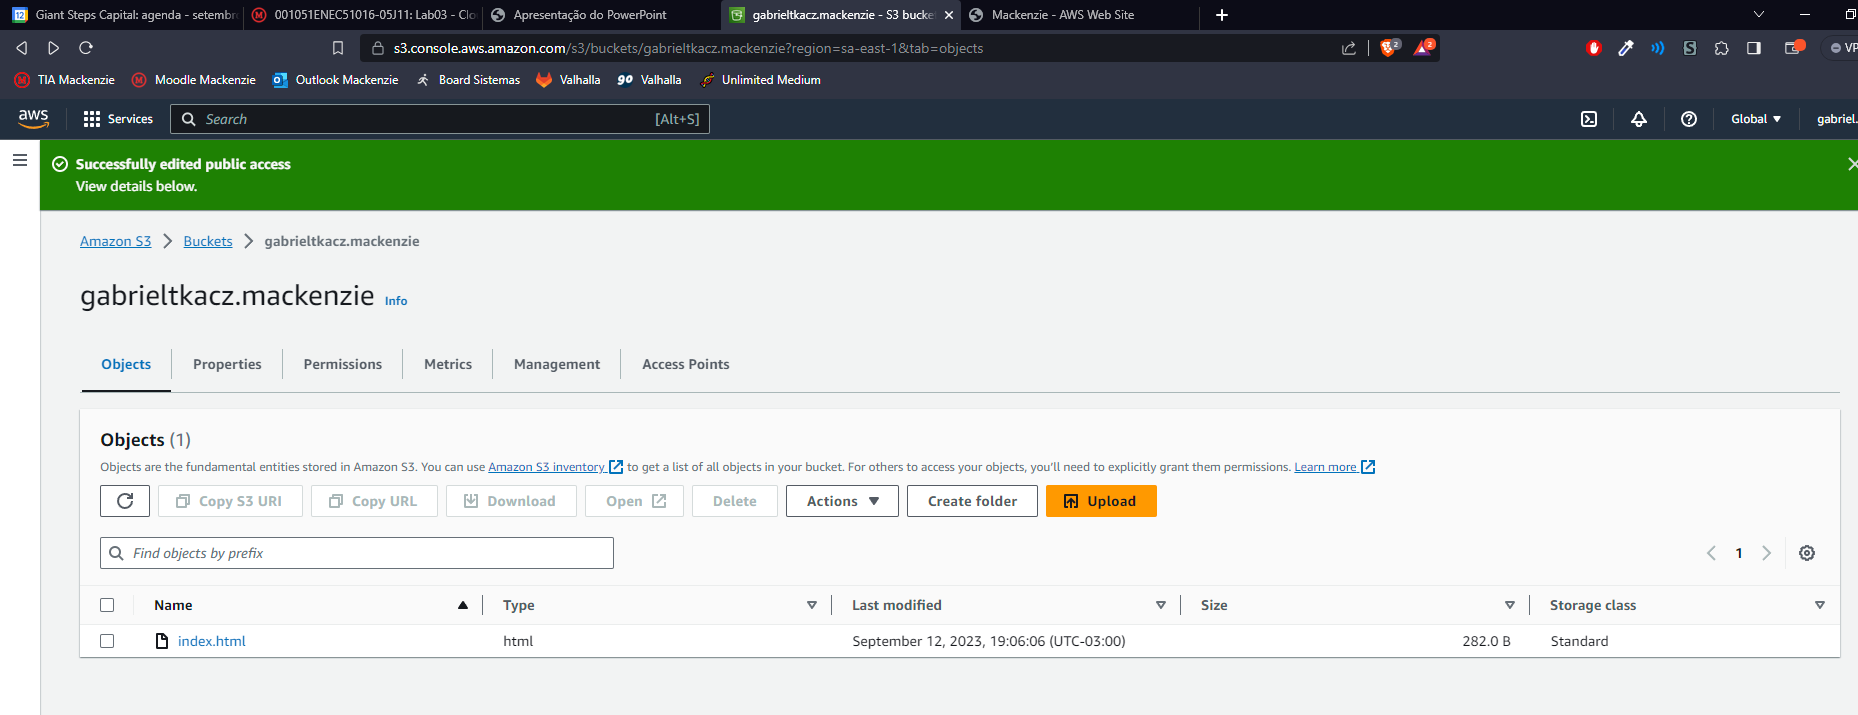 Giant Steps Capital: agenda - setembr
001051ENEC51016-05J11: Lab03 - Clo
Apresentação do PowerPoint
gabrieltkacz.mackenzie - S3 bucke
Mackenzie - AWS Web Site
s3.console.aws.amazon.com/s3/buckets/gabrieltkacz.mackenzie?region=sa-east-1&tab=objects
2
2
VP
TIA Mackenzie
Moodle Mackenzie
Outlook Mackenzie
Board Sistemas
Valhalla
Valhalla
Unlimited Medium
aws
Services
Search
[Alt+S]
Global
gabriel.
Successfully edited public access
View details below.
Amazon S3
Buckets
gabrieltkacz.mackenzie
gabrieltkacz.mackenzie Info
Objects
Properties
Permissions
Metrics
Management
Access Points
Objects (1)
Objects are the fundamental entities stored in Amazon S3. You can use Amazon S3 inventory to get a list of all objects in your bucket. For others to access your objects, you'll need to explicitly grant them permissions. Learn more
Copy S3 URI
Copy URL
Download
Open
Delete
Actions
Create folder
Upload
Find objects by prefix
1
Name
Type
Last modified
Size
Storage class
index.html
html
September 12, 2023, 19:06:06 (UTC-03:00)
282.0 B
Standard